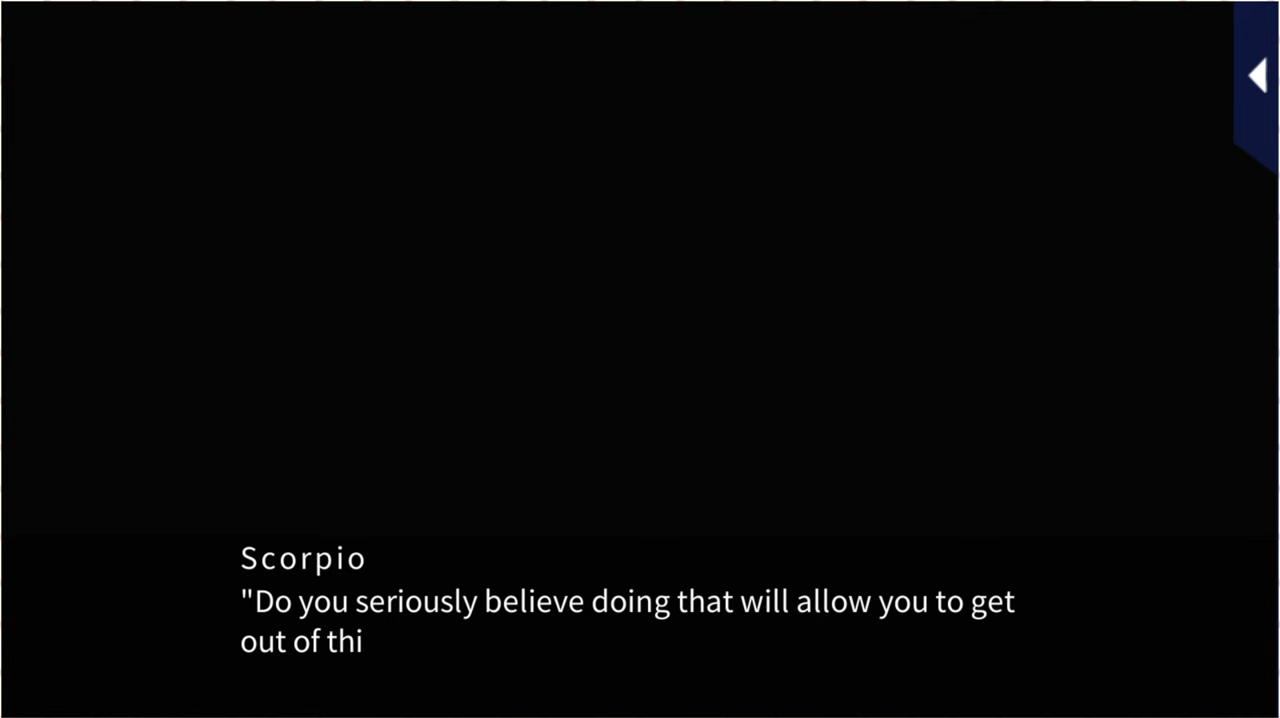 Scorpio
"Do you seriously believe doing that will allow you to get
out of thi